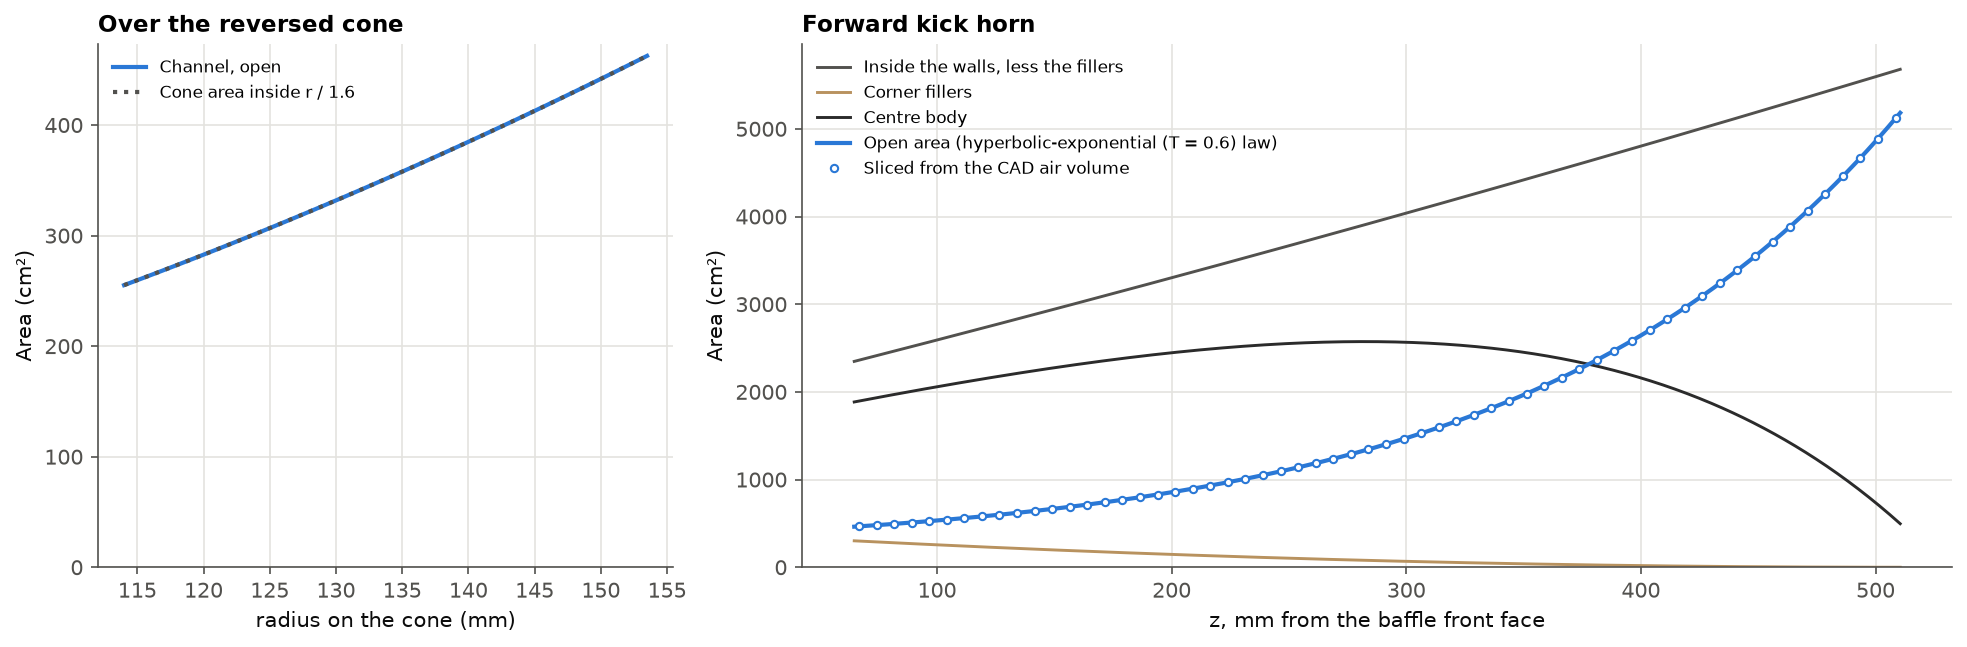 Over the reversed cone
Channel, open
Cone area inside r / 1.6
Area (cm²)
400
300
200
100
0
115 120 125 130 135 140 145 150 155
radius on the cone (mm)
Forward kick horn
Inside the walls, less the fillers
Corner fillers
Centre body
Open area (hyperbolic-exponential (T = 0.6) law)
Sliced from the CAD air volume
Area (cm²)
5000
4000
3000
2000
1000
0
100 200 300 400 500
z, mm from the baffle front face